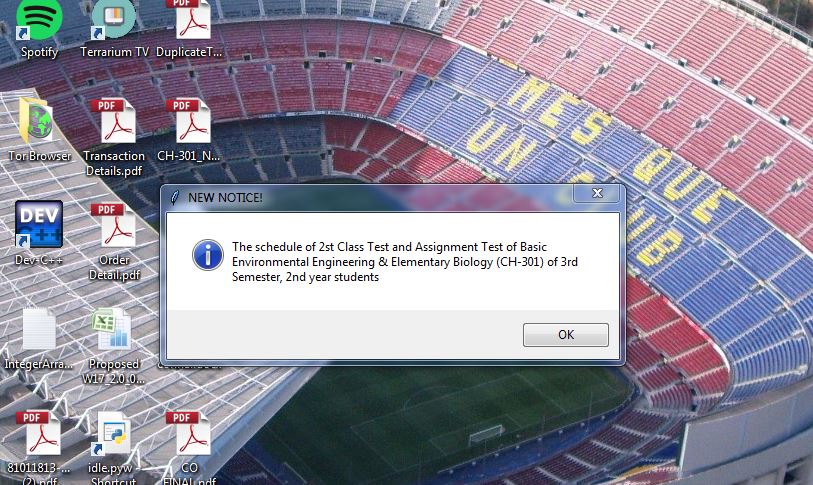 Spotify
Terrarium TV
DuplicateT...
Tor Browser
Transaction
Details.pdf
CH-301_N...
MES QUE
UN CLUB
NEW NOTICE!
The schedule of 2st Class Test and Assignment Test of Basic
Environmental Engineering & Elementary Biology (CH-301) of 3rd
Semester, 2nd year students
OK
DEV
C++
Dev-C++
PDF
Order
Detail.pdf
IntegerArra...
Proposed
W17_2.0_0...
PDF
81011813-...
(2).pdf
idle.pyw -
Shortcut
PDF
CO
FINAL.pdf